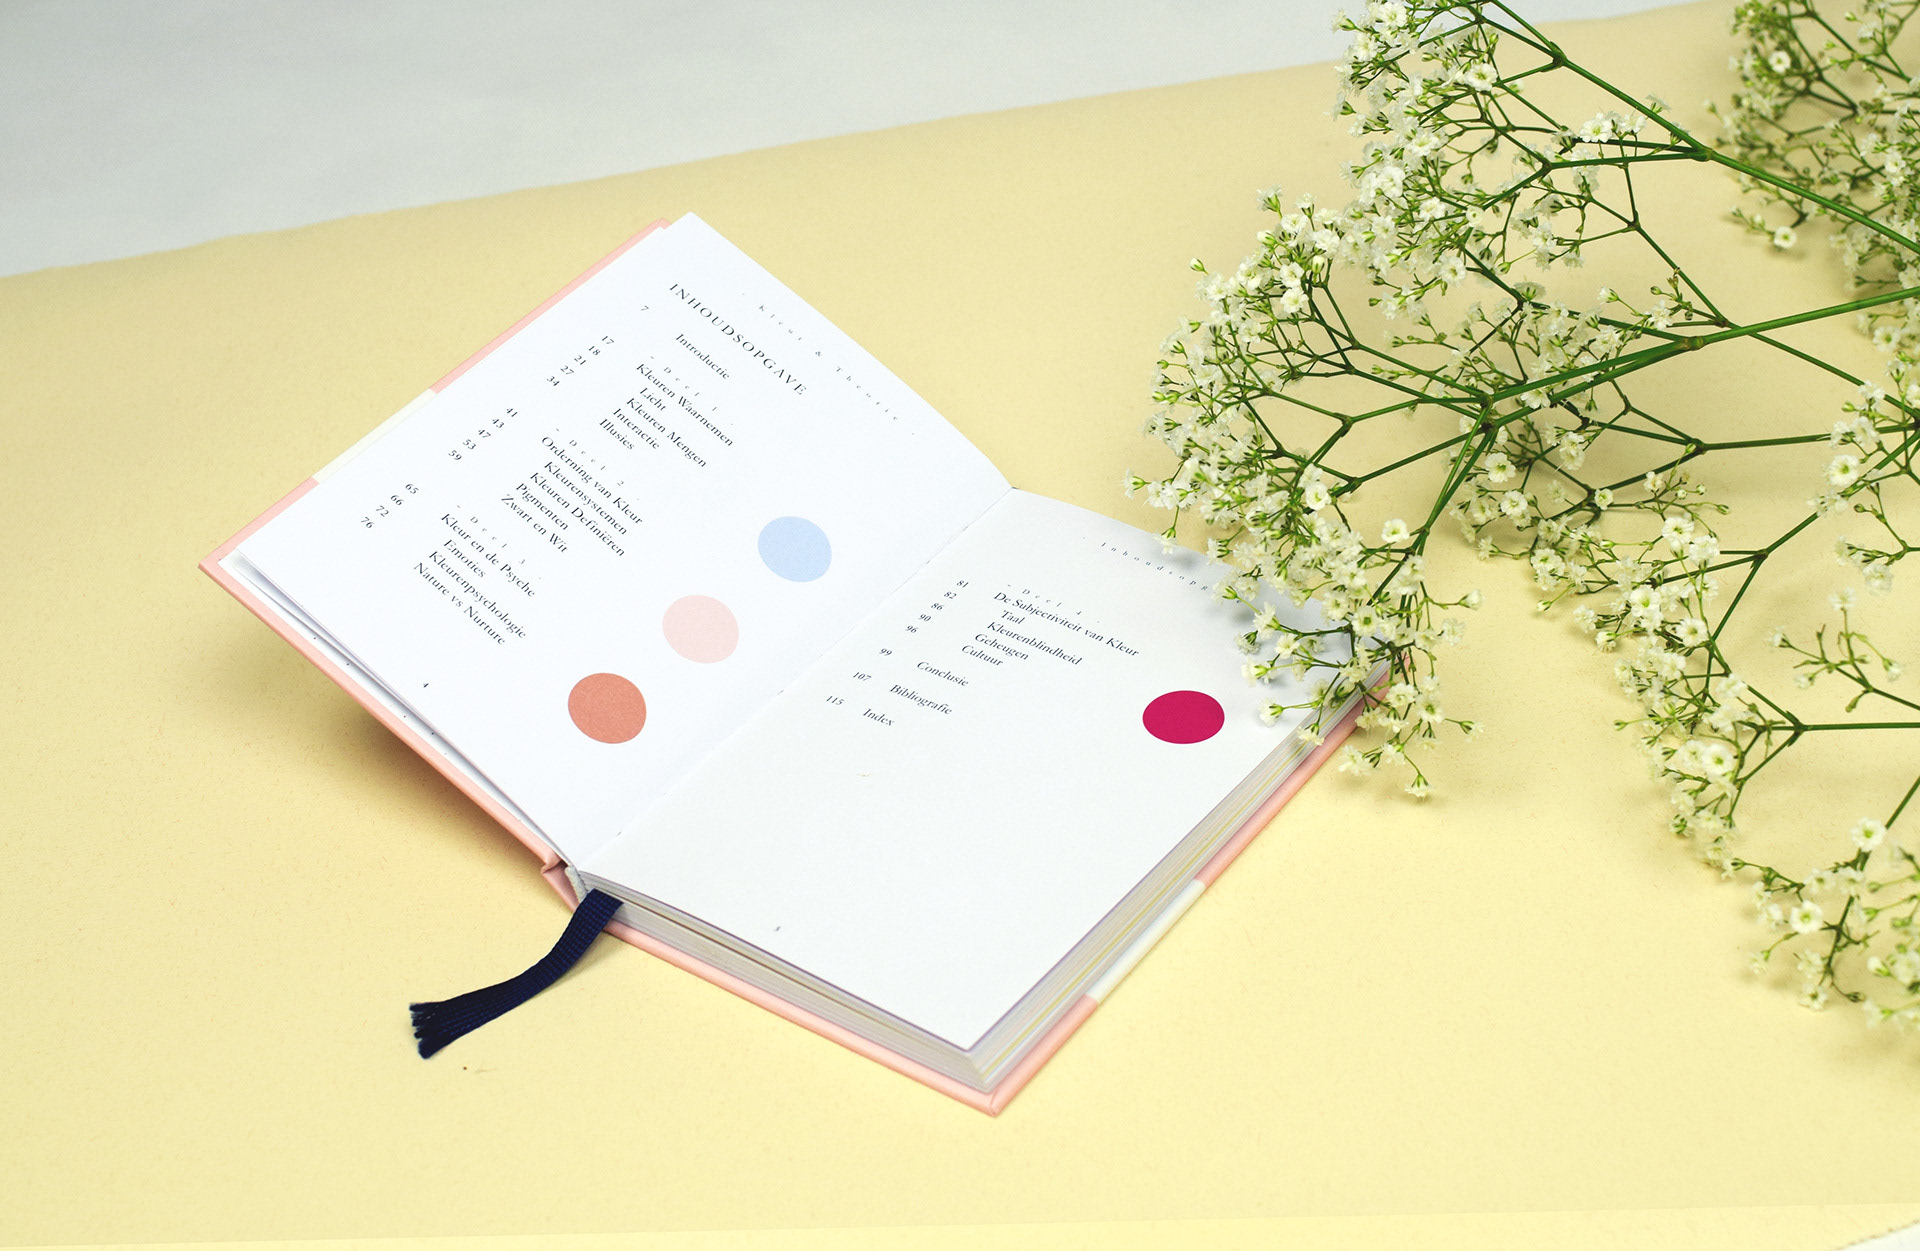 · Kleur & Theorie ·
INHOUDSOPGAVE
7 Introductie
~ Deel 1 ·
17 Kleuren Waarnemen
18 Licht
21 Kleuren Mengen
27 Interactie
34 Illusies
~ Deel 2 ·
41 Orderning van Kleur
43 Kleurensystemen
47 Kleuren Definiëren
53 Pigmenten
59 Zwart en Wit
~ Deel 3 ·
65 Kleur en de Psyche
66 Emoties
72 Kleurenpsychologie
76 Nature vs Nurture
4
· Inhoudsopg
~ Deel 4 ·
81 De Subjectiviteit van Kleur
82 Taal
86 Kleurenblindheid
90 Geheugen
96 Cultuur
99 Conclusie
107 Bibliografie
115 Index
5